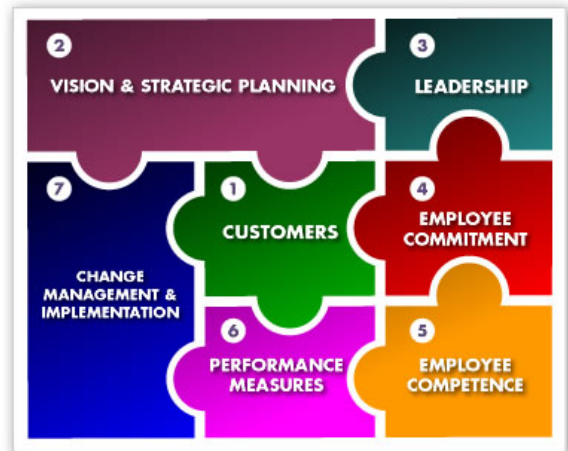 2
VISION & STRATEGIC PLANNING
3
LEADERSHIP
7
CHANGE
MANAGEMENT &
IMPLEMENTATION
1
CUSTOMERS
4
EMPLOYEE
COMMITMENT
6
PERFORMANCE
MEASURES
5
EMPLOYEE
COMPETENCE